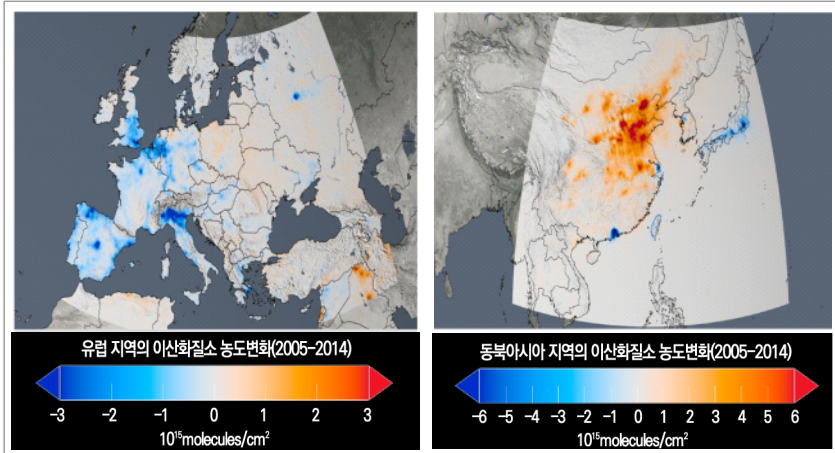 유럽 지역의 이산화질소 농도변화(2005-2014)
-3 -2 -1 0 1 2 3
10¹⁵molecules/cm²
동북아시아 지역의 이산화질소 농도변화(2005-2014)
-6 -5 -4 -3 -2 -1 0 1 2 3 4 5 6
10¹⁵molecules/cm²